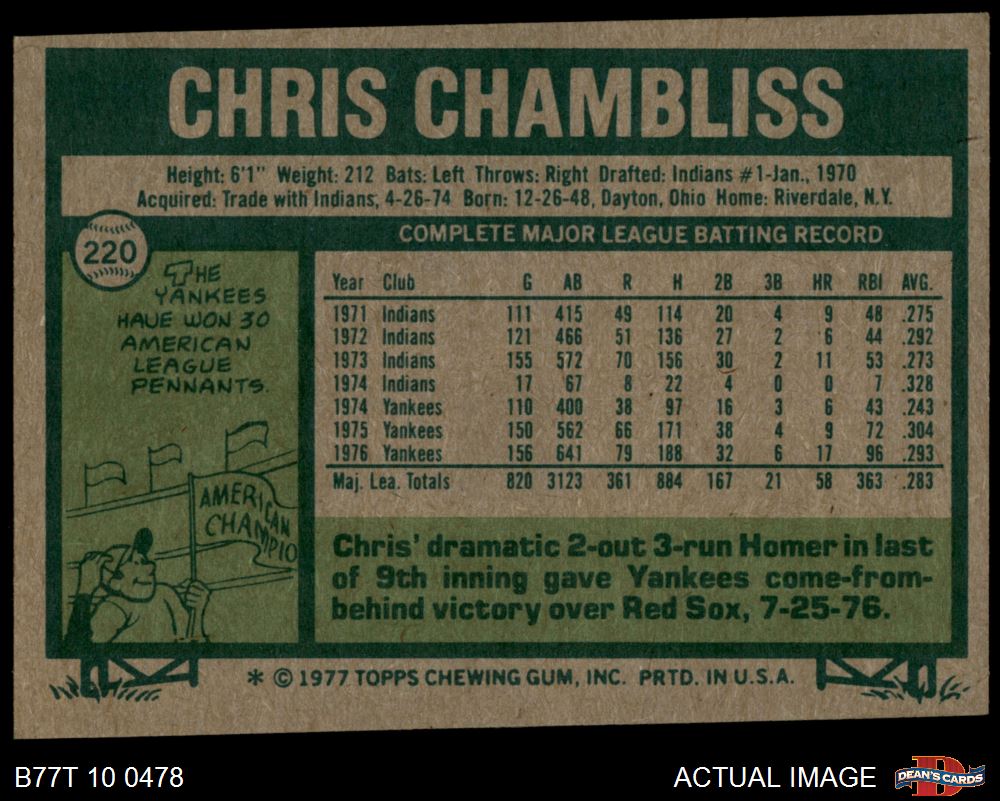 CHRIS CHAMBLISS
Height: 6'1" Weight: 212 Bats: Left Throws: Right Drafted: Indians #1-Jan., 1970
Acquired: Trade with Indians, 4-26-74 Born: 12-26-48, Dayton, Ohio Home: Riverdale, N.Y.
220
THE
YANKEES
HAVE WON 30
AMERICAN
LEAGUE
PENNANTS.
AMERICAN
CHAMPIO
COMPLETE MAJOR LEAGUE BATTING RECORD
Year Club G AB R H 2B 3B HR RBI AVG.
1971 Indians 111 415 49 114 20 4 9 48 .275
1972 Indians 121 466 51 136 27 2 6 44 .292
1973 Indians 155 572 70 156 30 2 11 53 .273
1974 Indians 17 67 8 22 4 0 0 7 .328
1974 Yankees 110 400 38 97 16 3 6 43 .243
1975 Yankees 150 562 66 171 38 4 9 72 .304
1976 Yankees 156 641 79 188 32 6 17 96 .293
Maj. Lea. Totals 820 3123 361 884 167 21 58 363 .283
Chris' dramatic 2-out 3-run Homer in last
of 9th inning gave Yankees come-from-
behind victory over Red Sox, 7-25-76.
* © 1977 TOPPS CHEWING GUM, INC. PRTD. IN U.S.A.
B77T 10 0478
ACTUAL IMAGE
D
DEAN'S CARDS